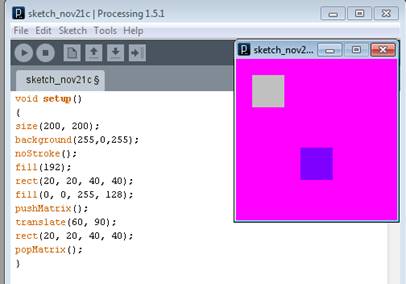 sketch_nov21c | Processing 1.5.1
File Edit Sketch Tools Help
sketch_nov21c §
void setup()
{
size(200, 200);
background(255,0,255);
noStroke();
fill(192);
rect(20, 20, 40, 40);
fill(0, 0, 255, 128);
pushMatrix();
translate(60, 90);
rect(20, 20, 40, 40);
popMatrix();
}
sketch_nov2...